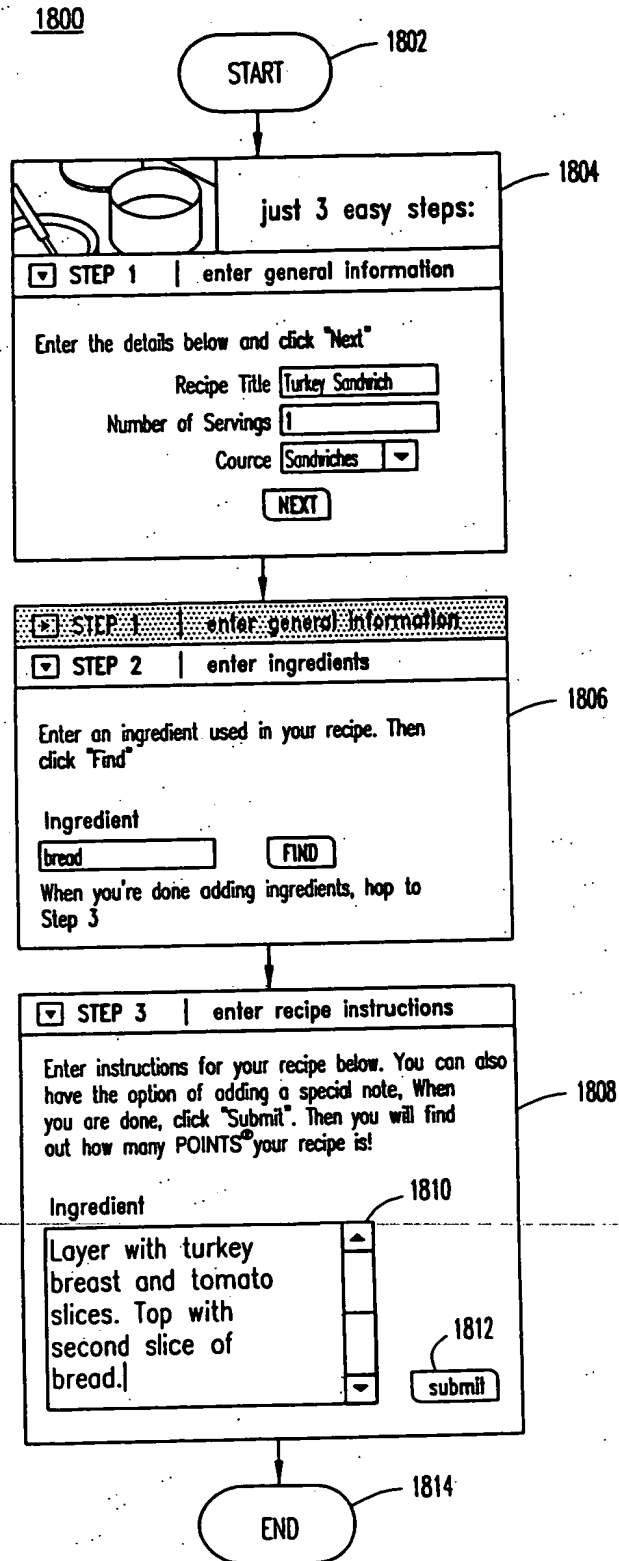 1800
START
1802
just 3 easy steps:
1804
STEP 1 | enter general information
Enter the details below and click "Next"
Recipe Title Turkey Sandwich
Number of Servings 1
Cource Sandwiches
NEXT
STEP 1 | enter general information
STEP 2 | enter ingredients
1806
Enter an ingredient used in your recipe. Then
click "Find"
Ingredient
bread FIND
When you're done adding ingredients, hop to
Step 3
STEP 3 | enter recipe instructions
Enter instructions for your recipe below. You can also
have the option of adding a special note, When
you are done, click "Submit". Then you will find
out how many POINTS® your recipe is!
1808
Ingredient
1810
Layer with turkey
breast and tomato
slices. Top with
second slice of
bread.
1812
submit
1814
END